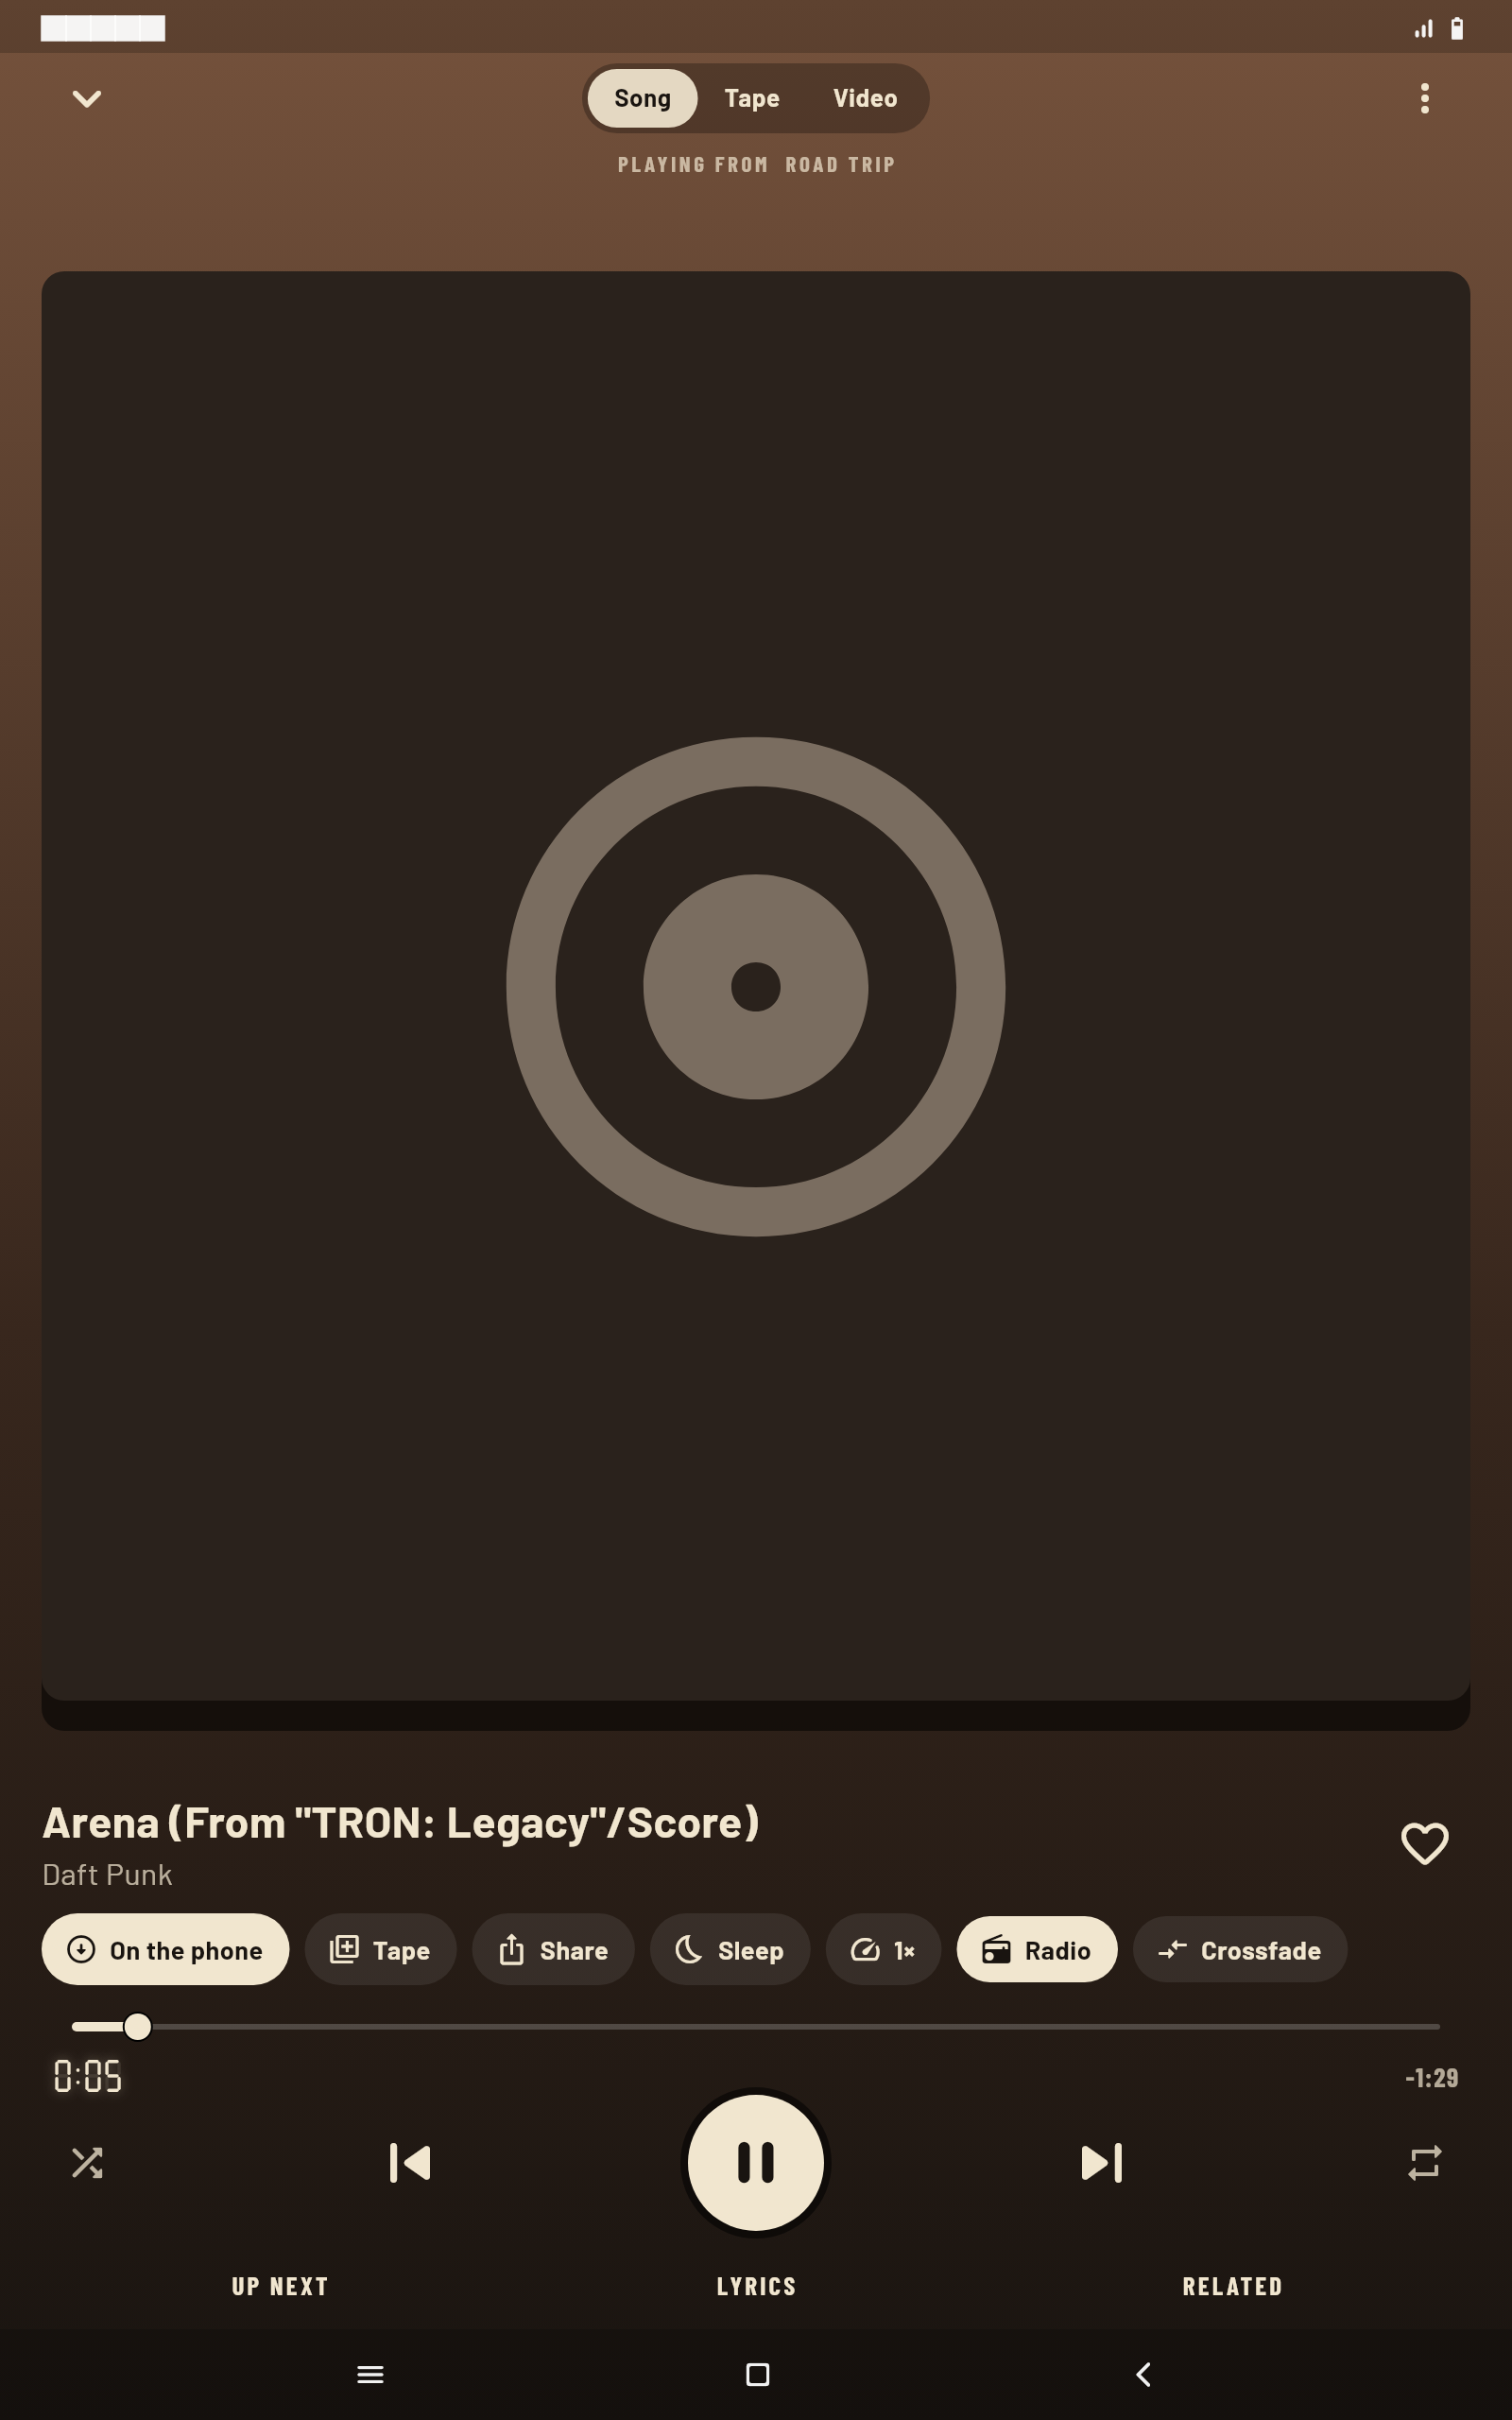 Song Tape Video
PLAYING FROM ROAD TRIP
Arena (From "TRON: Legacy"/Score)
Daft Punk
On the phone Tape Share Sleep 1× Radio Crossfade
0:05 -1:29
UP NEXT LYRICS RELATED